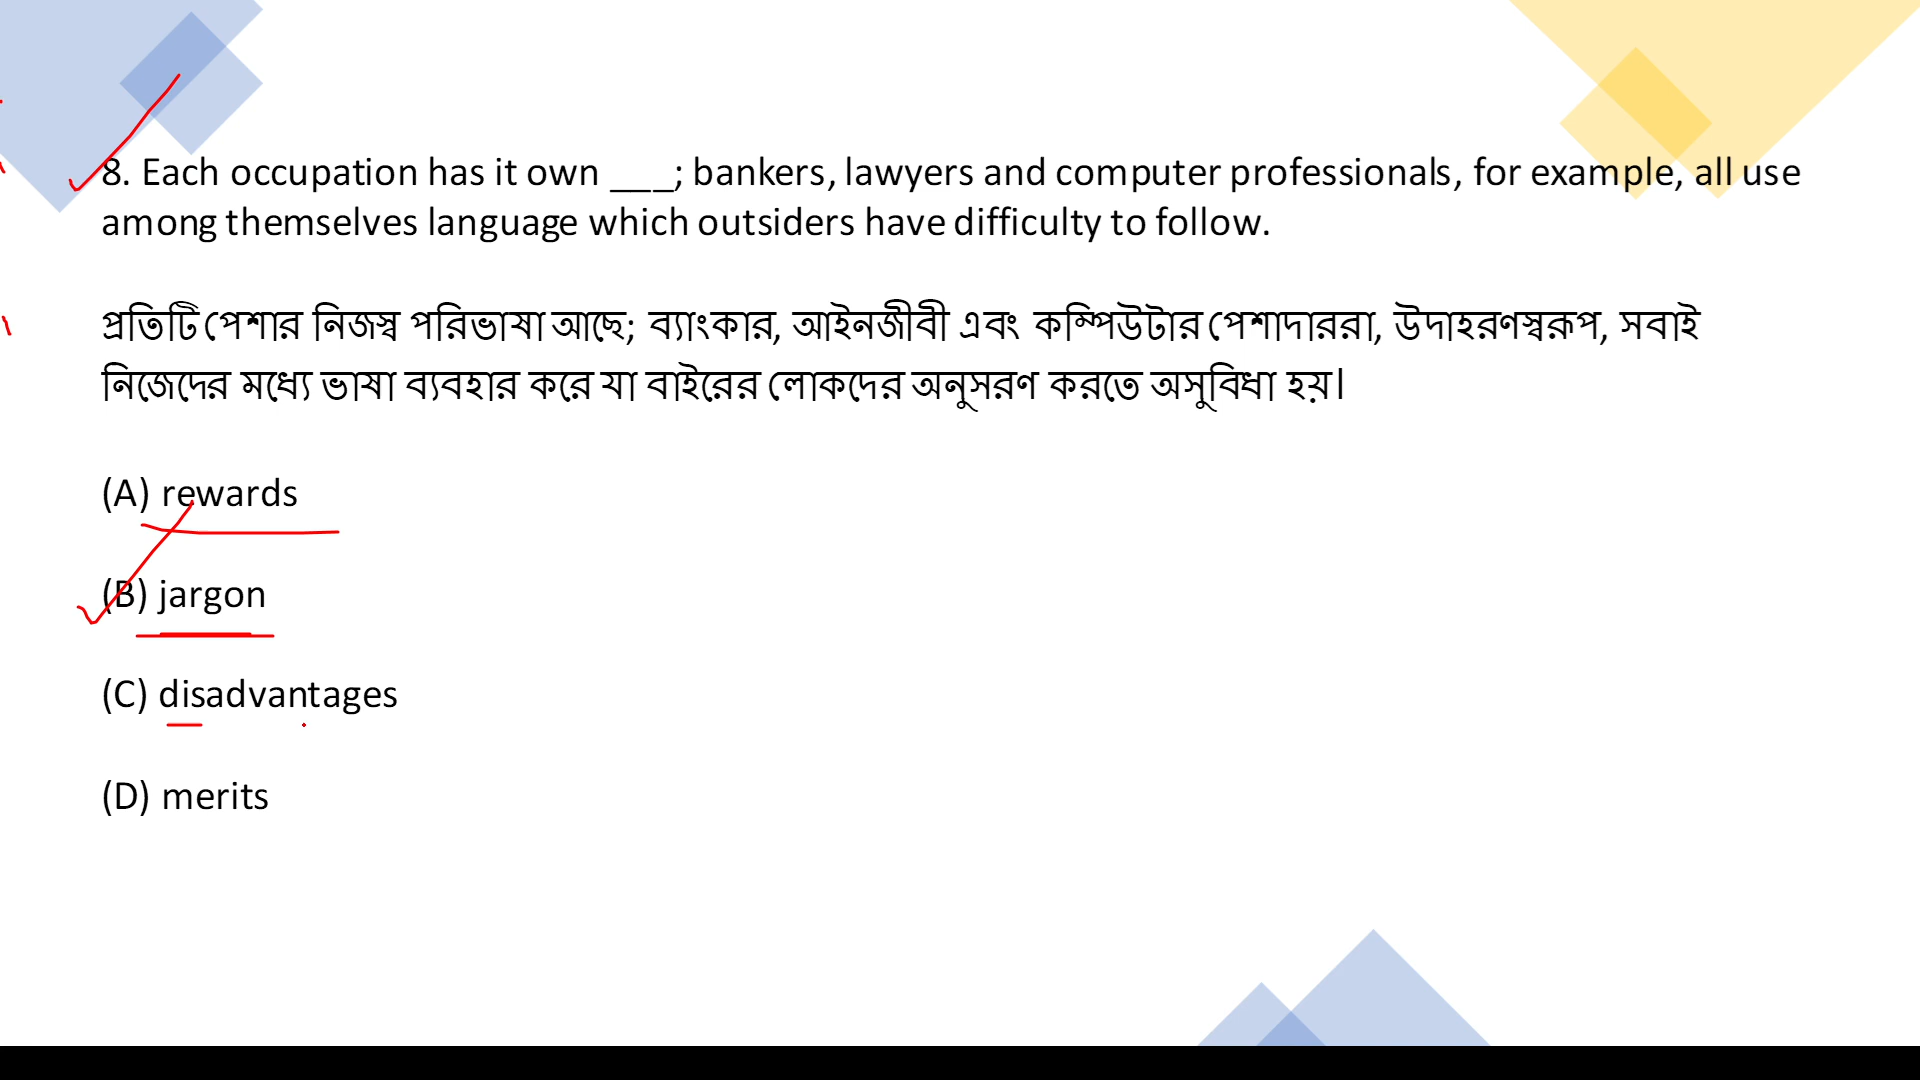 8. Each occupation has it own ___; bankers, lawyers and computer professionals, for example, all use
among themselves language which outsiders have difficulty to follow.
প্রতিটি পেশার নিজস্ব পরিভাষা আছে; ব্যাংকার, আইনজীবী এবং কম্পিউটার পেশাদাররা, উদাহরণস্বরূপ, সবাই
নিজেদের মধ্যে ভাষা ব্যবহার করে যা বাইরের লোকদের অনুসরণ করতে অসুবিধা হয়।
(A) rewards
(B) jargon
(C) disadvantages
(D) merits